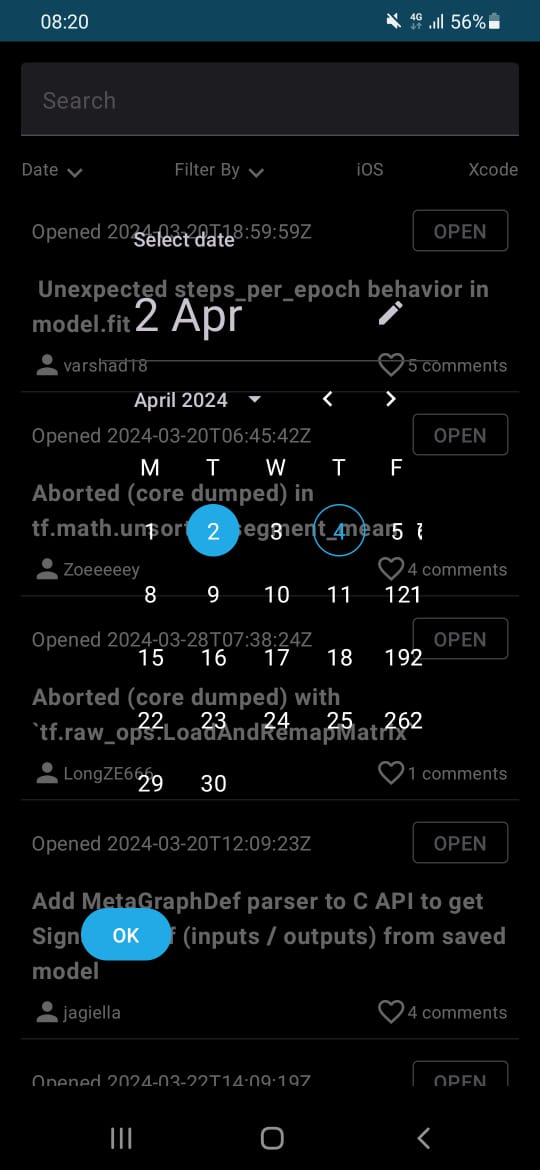 08:20 4G 56%
Search
Date Filter By iOS Xcode
Opened 2024-03-20T18:59:59Z OPEN
Select date
Unexpected steps_per_epoch behavior in
model.fit
2 Apr
varshad18 5 comments
April 2024
Opened 2024-03-20T06:45:42Z OPEN
M T W T F
Aborted (core dumped) in
tf.math.unsorted_segment_mean
1 2 3 4 5
Zoeeeeey 4 comments
8 9 10 11 12 1
Opened 2024-03-28T07:38:24Z OPEN
15 16 17 18 19 2
Aborted (core dumped) with
`tf.raw_ops.LoadAndRemapMatrix`
22 23 24 25 26 2
LongZE666 1 comments
29 30
Opened 2024-03-20T12:09:23Z OPEN
Add MetaGraphDef parser to C API to get
(inputs / outputs) from saved
model
OK
jagiella 4 comments
Opened 2024-03-22T14:09:19Z OPEN